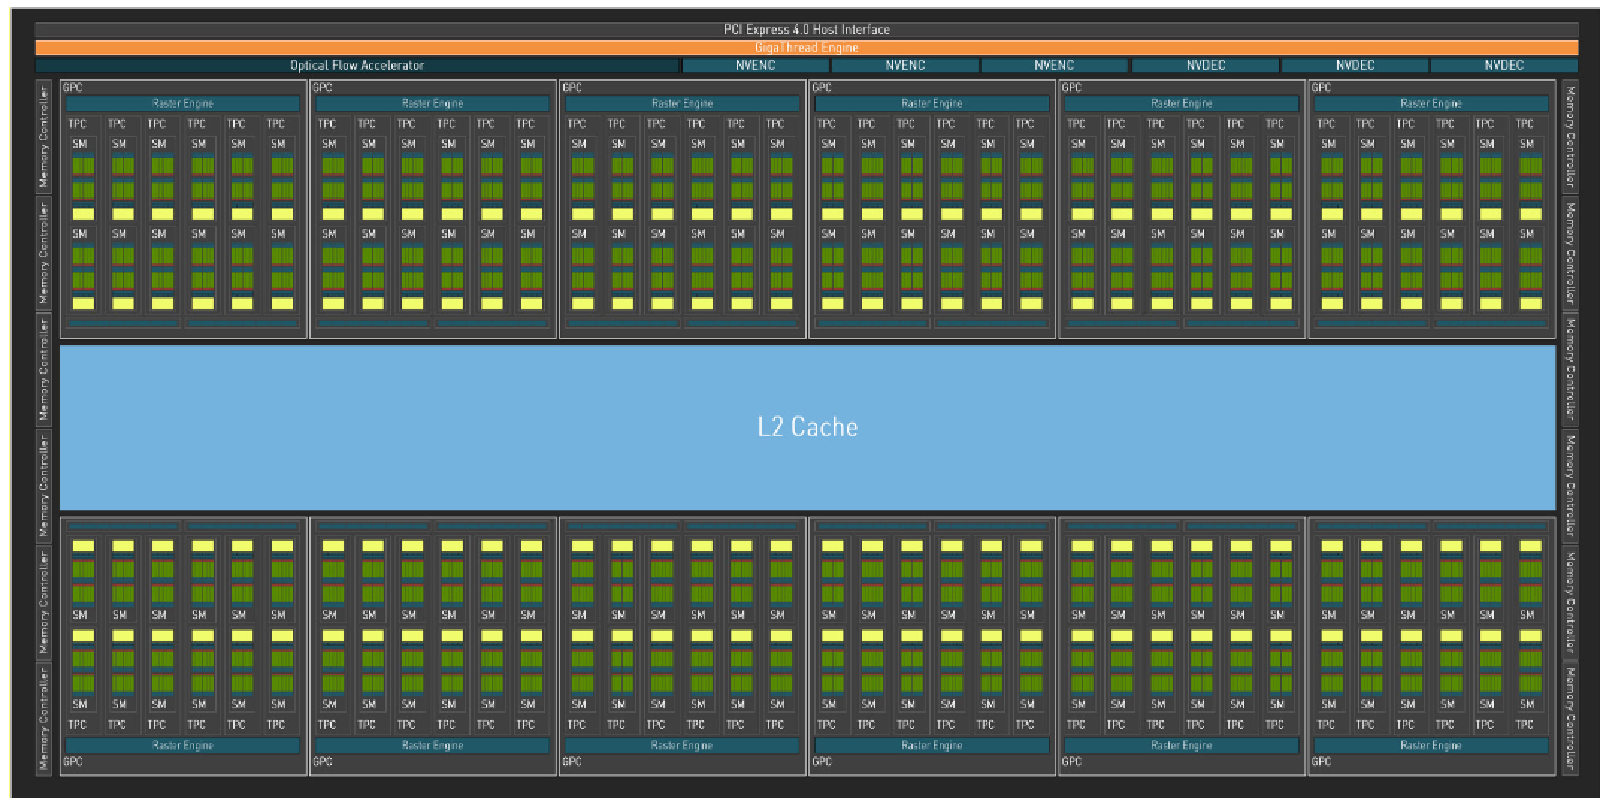 PCI Express 4.0 Host Interface
GigaThread Engine
Optical Flow Accelerator NVENC NVENC NVENC NVDEC NVDEC NVDEC
GPC GPC GPC GPC GPC GPC
Raster Engine Raster Engine Raster Engine Raster Engine Raster Engine Raster Engine
TPC TPC TPC TPC TPC TPC TPC TPC TPC TPC TPC TPC TPC TPC TPC TPC TPC TPC TPC TPC TPC TPC TPC TPC TPC TPC TPC TPC TPC TPC TPC TPC TPC TPC TPC TPC
SM SM SM SM SM SM SM SM SM SM SM SM SM SM SM SM SM SM SM SM SM SM SM SM SM SM SM SM SM SM SM SM SM SM SM SM
SM SM SM SM SM SM SM SM SM SM SM SM SM SM SM SM SM SM SM SM SM SM SM SM SM SM SM SM SM SM SM SM SM SM SM SM
L2 Cache
SM SM SM SM SM SM SM SM SM SM SM SM SM SM SM SM SM SM SM SM SM SM SM SM SM SM SM SM SM SM SM SM SM SM SM SM
SM SM SM SM SM SM SM SM SM SM SM SM SM SM SM SM SM SM SM SM SM SM SM SM SM SM SM SM SM SM SM SM SM SM SM SM
TPC TPC TPC TPC TPC TPC TPC TPC TPC TPC TPC TPC TPC TPC TPC TPC TPC TPC TPC TPC TPC TPC TPC TPC TPC TPC TPC TPC TPC TPC TPC TPC TPC TPC TPC TPC
Raster Engine Raster Engine Raster Engine Raster Engine Raster Engine Raster Engine
GPC GPC GPC GPC GPC GPC
Memory Controller
Memory Controller
Memory Controller
Memory Controller
Memory Controller
Memory Controller
Memory Controller
Memory Controller
Memory Controller
Memory Controller
Memory Controller
Memory Controller